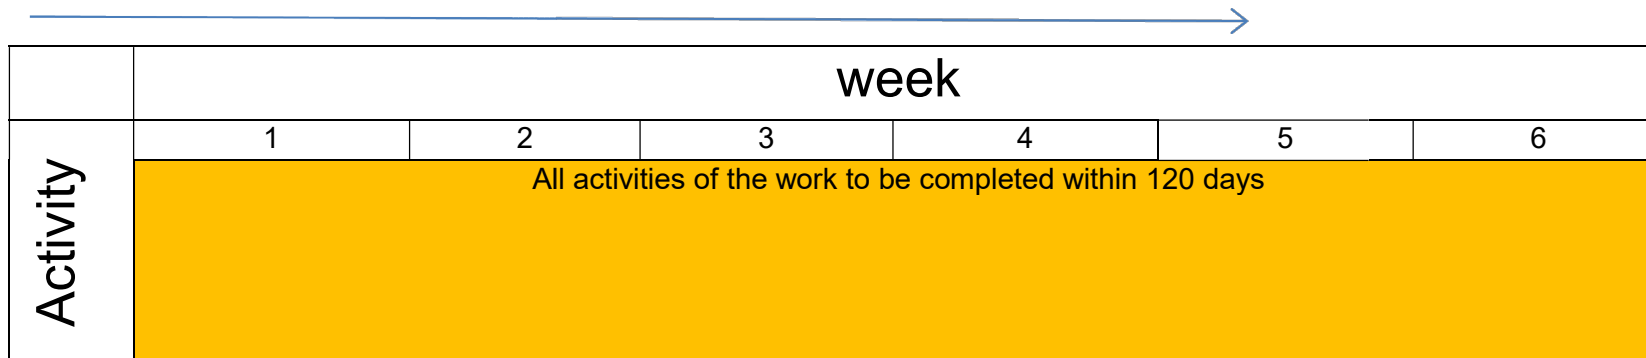 week
1 2 3 4 5 6
Activity
All activities of the work to be completed within 120 days